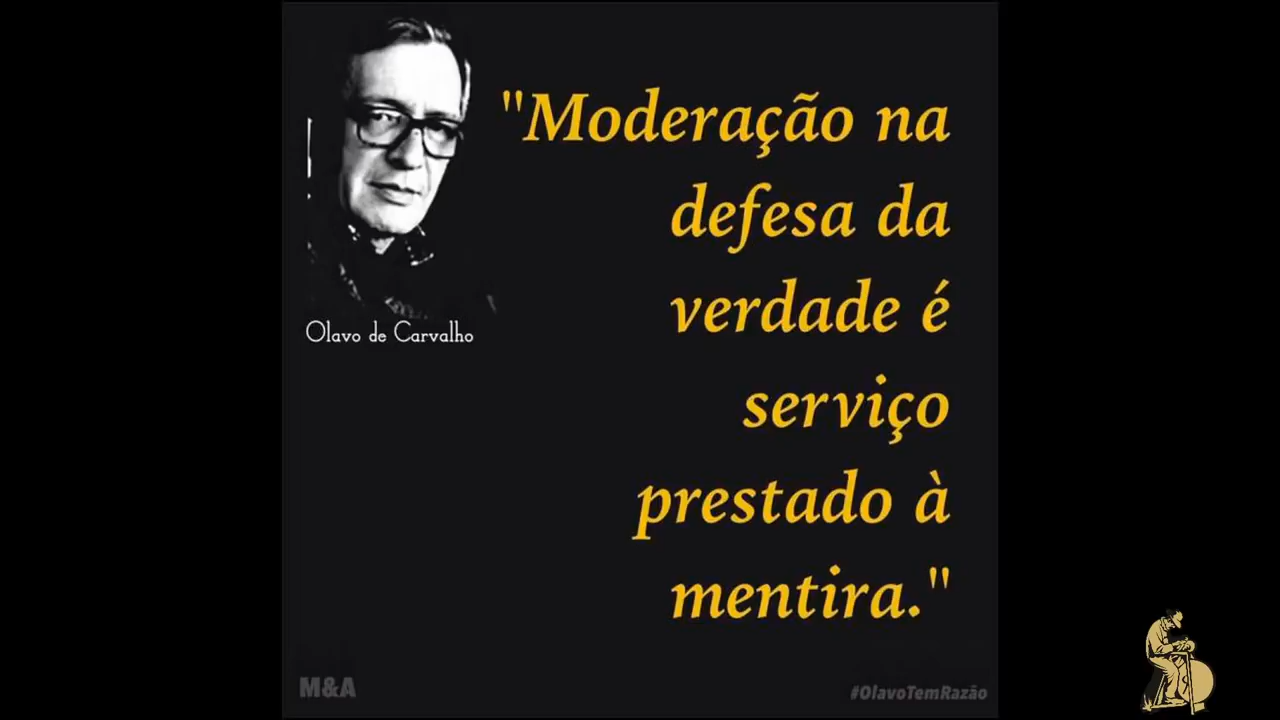 "Moderação na
defesa da
verdade é
serviço
prestado à
mentira."
Olavo de Carvalho
M&A
#OlavoTemRazão